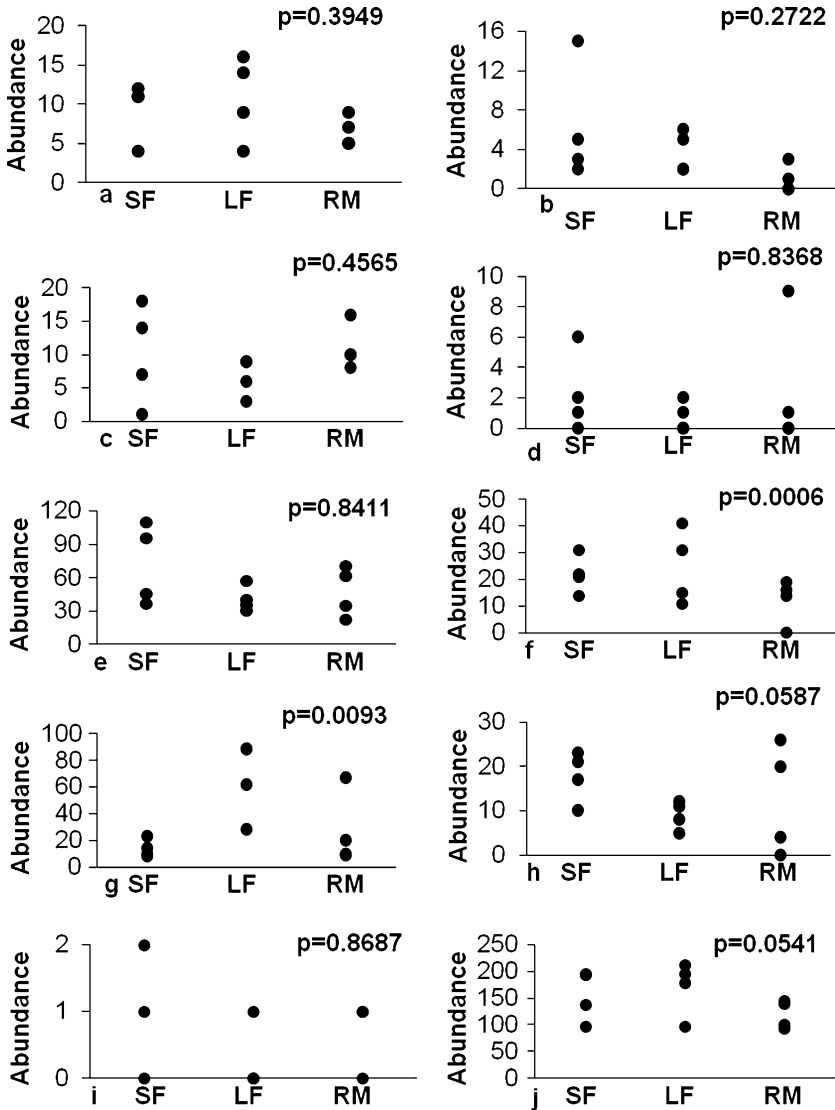 p=0.3949
Abundance
20
15
10
5
0
a SF LF RM
p=0.2722
Abundance
16
12
8
4
0
b SF LF RM
p=0.4565
Abundance
20
15
10
5
0
c SF LF RM
p=0.8368
Abundance
10
8
6
4
2
0
d SF LF RM
p=0.8411
Abundance
120
90
60
30
0
e SF LF RM
p=0.0006
Abundance
50
40
30
20
10
0
f SF LF RM
p=0.0093
Abundance
100
80
60
40
20
0
g SF LF RM
p=0.0587
Abundance
30
20
10
0
h SF LF RM
p=0.8687
Abundance
2
1
0
i SF LF RM
p=0.0541
Abundance
250
200
150
100
50
0
j SF LF RM